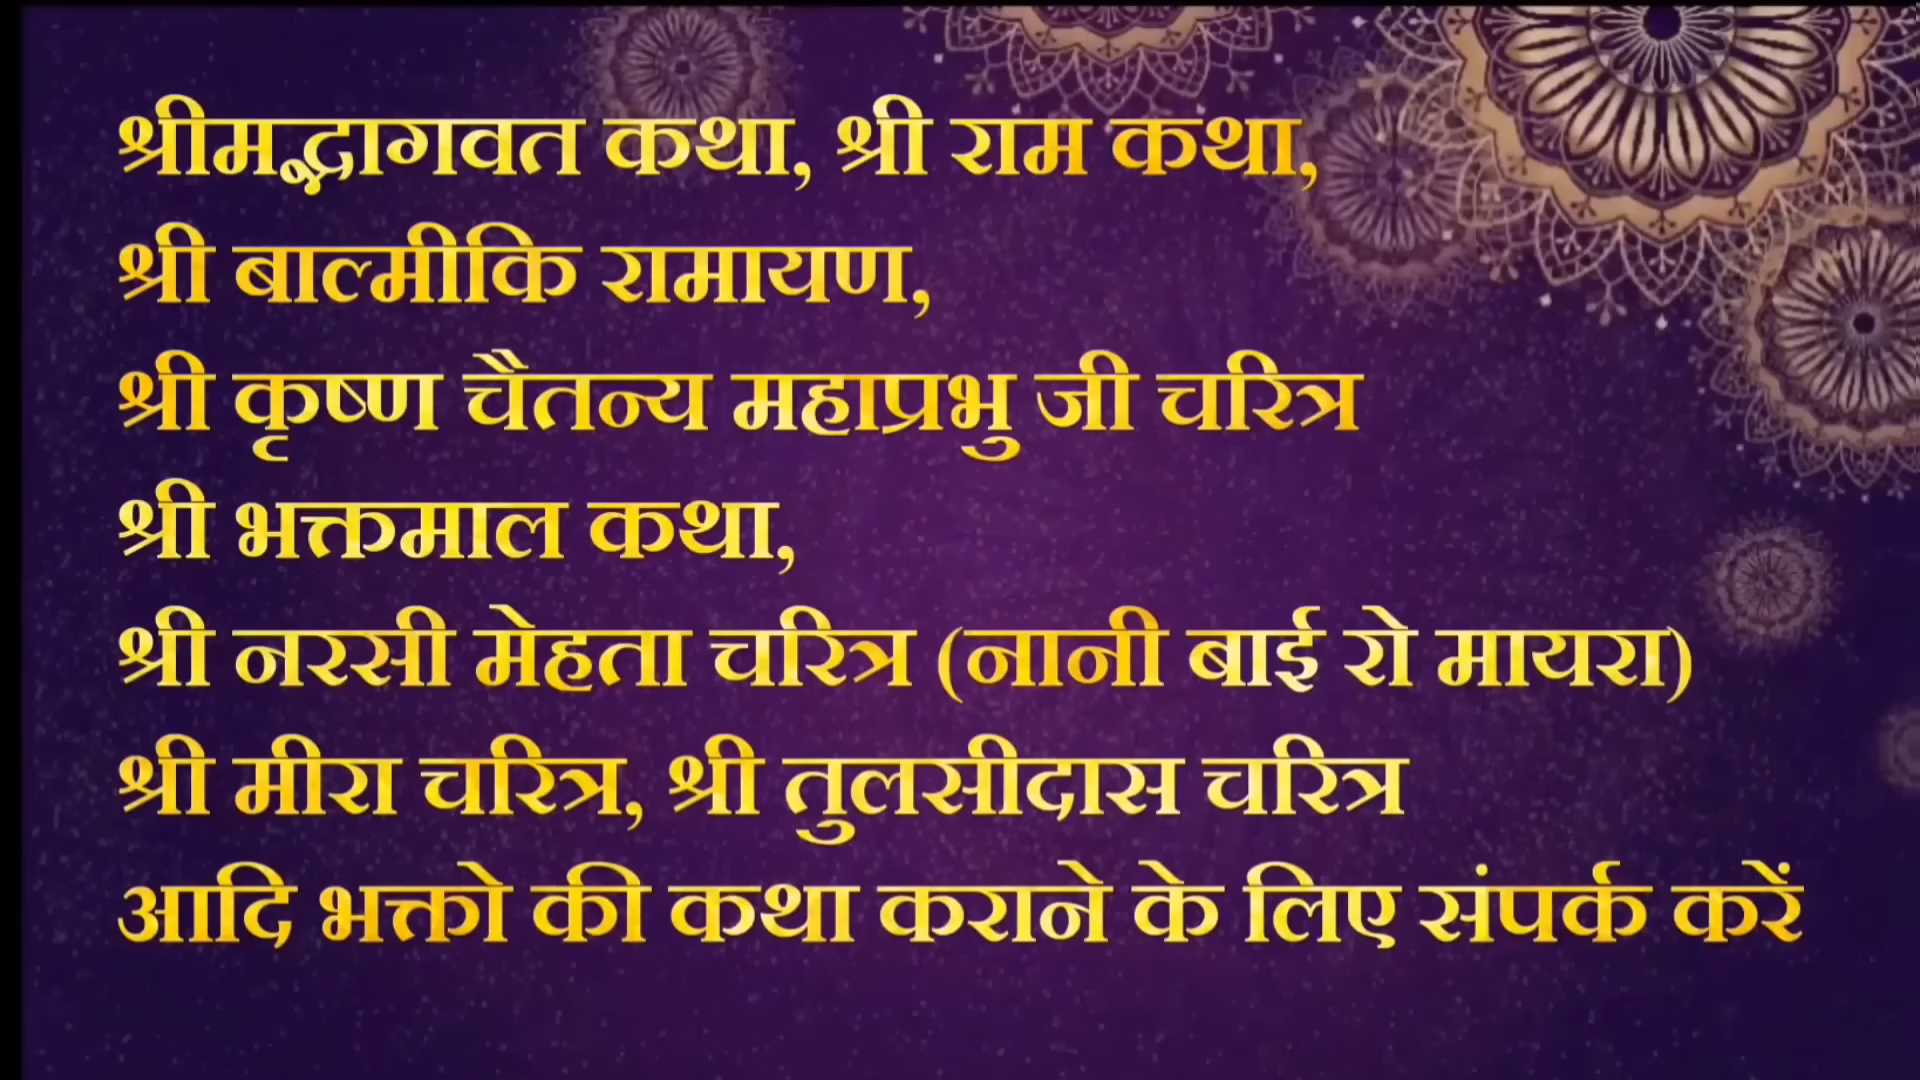 श्रीमद्भागवत कथा, श्री राम कथा,
श्री बाल्मीकि रामायण,
श्री कृष्ण चैतन्य महाप्रभु जी चरित्र
श्री भक्तमाल कथा,
श्री नरसी मेहता चरित्र (नानी बाई रो मायरा)
श्री मीरा चरित्र, श्री तुलसीदास चरित्र
आदि भक्तो की कथा कराने के लिए संपर्क करें